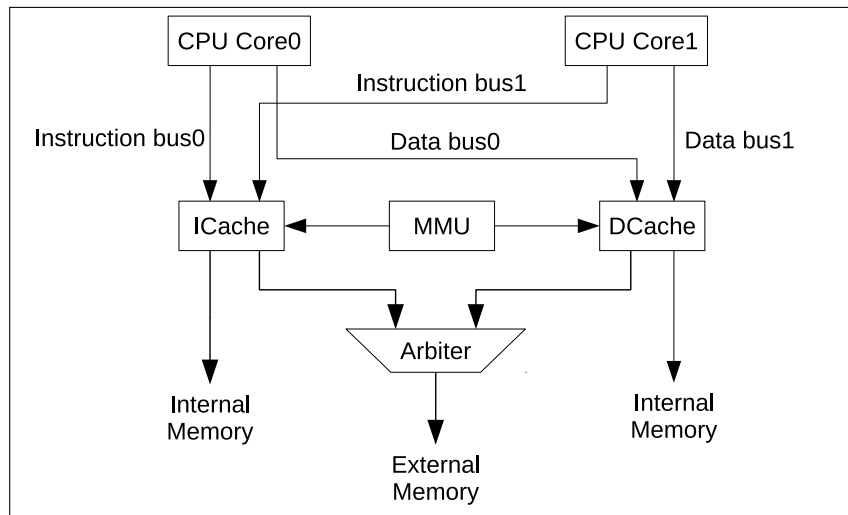 CPU Core0
CPU Core1
Instruction bus1
Instruction bus0
Data bus0
Data bus1
ICache
MMU
DCache
Arbiter
Internal
Memory
Internal
Memory
External
Memory